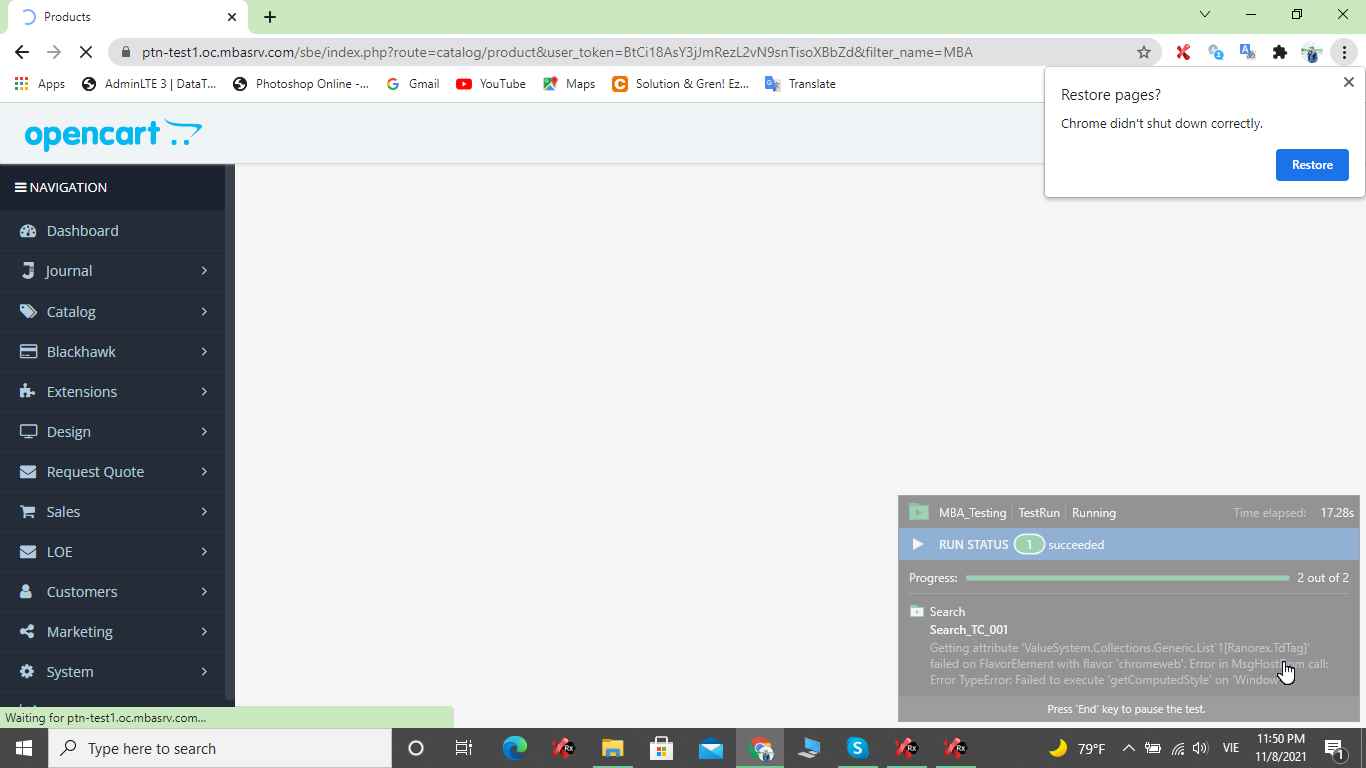 Products
ptn-test1.oc.mbasrv.com/sbe/index.php?route=catalog/product&user_token=BtCi18AsY3jJmRezL2vN9snTisoXBbZd&filter_name=MBA
Apps
AdminLTE 3 | DataT...
Photoshop Online -...
Gmail
YouTube
Maps
Solution & Gren! Ez...
Translate
Restore pages?
Chrome didn't shut down correctly.
Restore
opencart
NAVIGATION
Dashboard
Journal
Catalog
Blackhawk
Extensions
Design
Request Quote
Sales
LOE
Customers
Marketing
System
MBA_Testing TestRun Running Time elapsed: 17.28s
RUN STATUS 1 succeeded
Progress: 2 out of 2
Search
Search_TC_001
Getting attribute 'ValueSystem.Collections.Generic.List`1[Ranorex.TdTag]'
failed on FlavorElement with flavor 'chromeweb'. Error in call:
Error TypeError: Failed to execute 'getComputedStyle' on
Press 'End' key to pause the test.
Waiting for ptn-test1.oc.mbasrv.com...
Type here to search
79°F
VIE
11:50 PM
11/8/2021
1